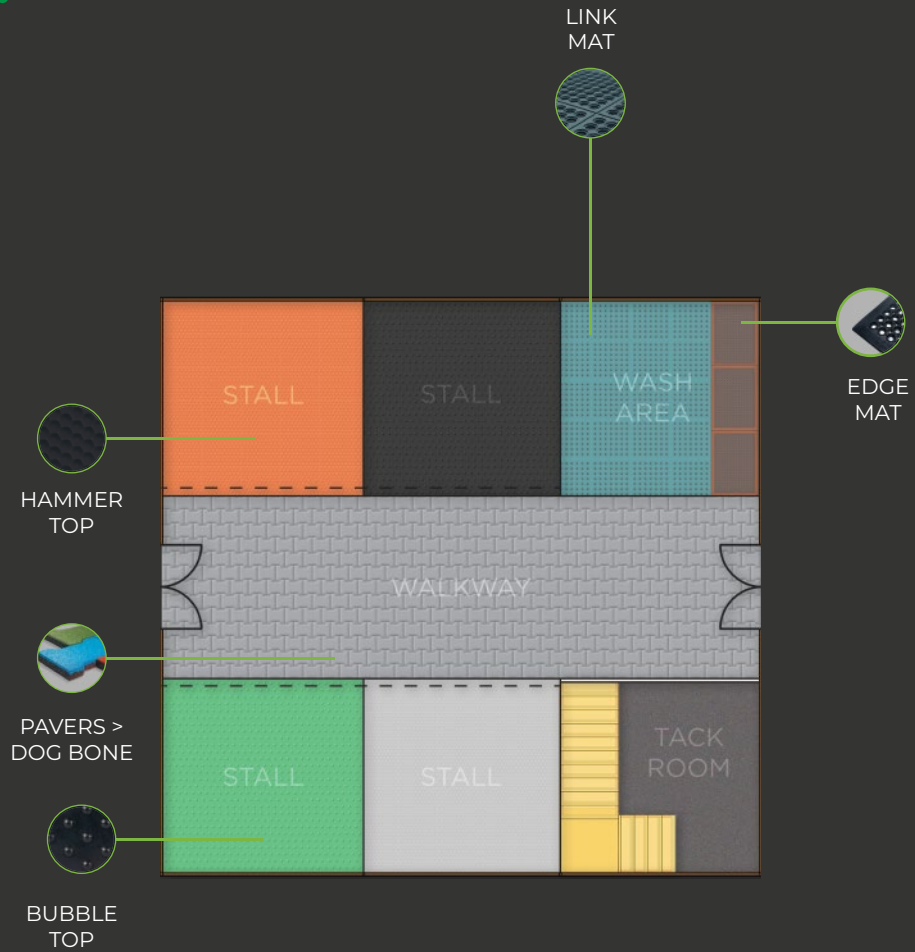 LINK
MAT
EDGE
MAT
STALL
STALL
WASH
AREA
HAMMER
TOP
WALKWAY
PAVERS >
DOG BONE
STALL
STALL
TACK
ROOM
BUBBLE
TOP